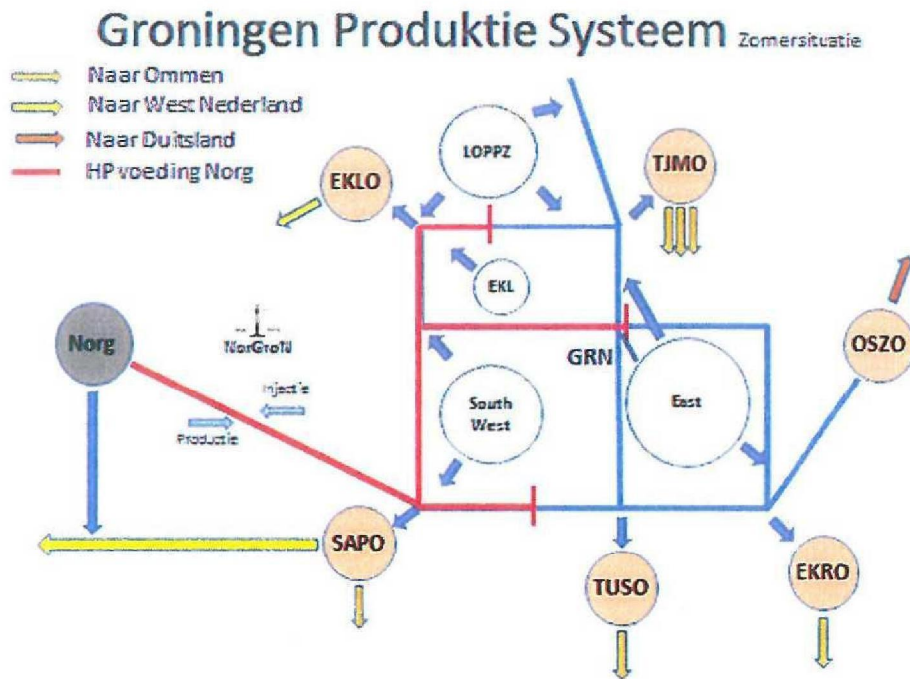 Groningen Produktie Systeem Zomersituatie
Naar Ommen
Naar West Nederland
Naar Duitsland
HP voeding Norg
LOPPZ
TJMO
EKLO
EKL
OSZO
Norg
NorGroN
GRN
Injectie
South
West
East
Productie
SAPO
TUSO
EKRO